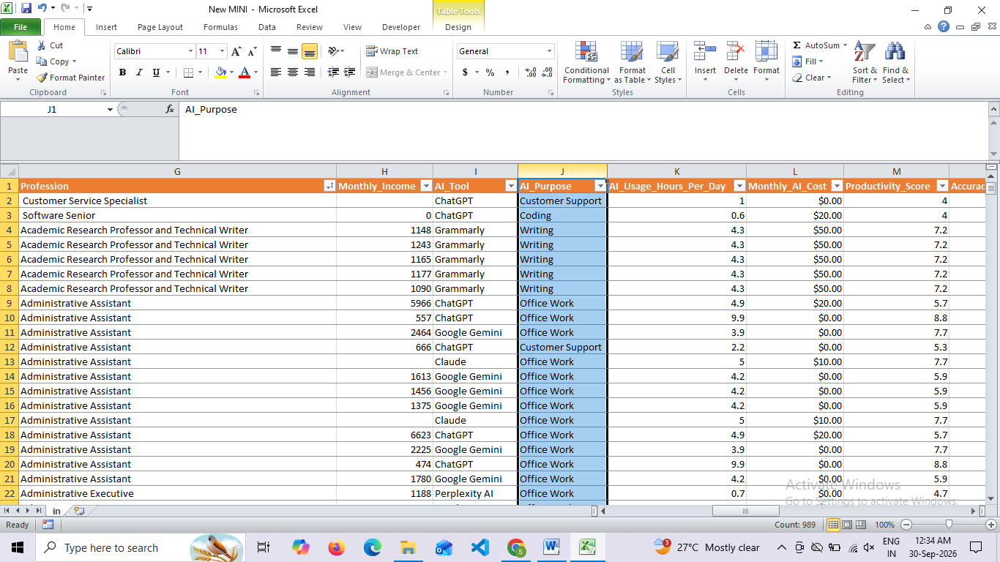 New MINI - Microsoft Excel
Table Tools
File Home Insert Page Layout Formulas Data Review View Developer Design
Paste
Cut
Copy
Format Painter
Clipboard
Calibri 11
B I U
Font
Wrap Text
Merge & Center
Alignment
General
$ % ,
Number
Conditional Formatting
Format as Table
Cell Styles
Styles
Insert Delete Format
Cells
AutoSum
Fill
Clear
Sort & Filter
Find & Select
Editing
J1 fx AI_Purpose
G H I J K L M
1 Profession Monthly_Income AI_Tool AI_Purpose AI_Usage_Hours_Per_Day Monthly_AI_Cost Productivity_Score Accurac
2 Customer Service Specialist ChatGPT Customer Support 1 $0.00 4
3 Software Senior 0 ChatGPT Coding 0.6 $20.00 4
4 Academic Research Professor and Technical Writer 1148 Grammarly Writing 4.3 $50.00 7.2
5 Academic Research Professor and Technical Writer 1243 Grammarly Writing 4.3 $50.00 7.2
6 Academic Research Professor and Technical Writer 1165 Grammarly Writing 4.3 $50.00 7.2
7 Academic Research Professor and Technical Writer 1177 Grammarly Writing 4.3 $50.00 7.2
8 Academic Research Professor and Technical Writer 1090 Grammarly Writing 4.3 $50.00 7.2
9 Administrative Assistant 5966 ChatGPT Office Work 4.9 $20.00 5.7
10 Administrative Assistant 557 ChatGPT Office Work 9.9 $0.00 8.8
11 Administrative Assistant 2464 Google Gemini Office Work 3.9 $0.00 7.7
12 Administrative Assistant 666 ChatGPT Customer Support 2.2 $0.00 5.3
13 Administrative Assistant Claude Office Work 5 $10.00 7.7
14 Administrative Assistant 1613 Google Gemini Office Work 4.2 $0.00 5.9
15 Administrative Assistant 1456 Google Gemini Office Work 4.2 $0.00 5.9
16 Administrative Assistant 1375 Google Gemini Office Work 4.2 $0.00 5.9
17 Administrative Assistant Claude Office Work 5 $10.00 7.7
18 Administrative Assistant 6623 ChatGPT Office Work 4.9 $20.00 5.7
19 Administrative Assistant 2225 Google Gemini Office Work 3.9 $0.00 7.7
20 Administrative Assistant 474 ChatGPT Office Work 9.9 $0.00 8.8
21 Administrative Assistant 1780 Google Gemini Office Work 4.2 $0.00 5.9
22 Administrative Executive 1188 Perplexity AI Office Work 0.7 $0.00 4.7
Activate Windows
Go to Settings to activate Windows.
in
Ready Count: 989 100%
Type here to search
3 27°C Mostly clear
ENG
IN
12:34 AM
30-Sep-2026